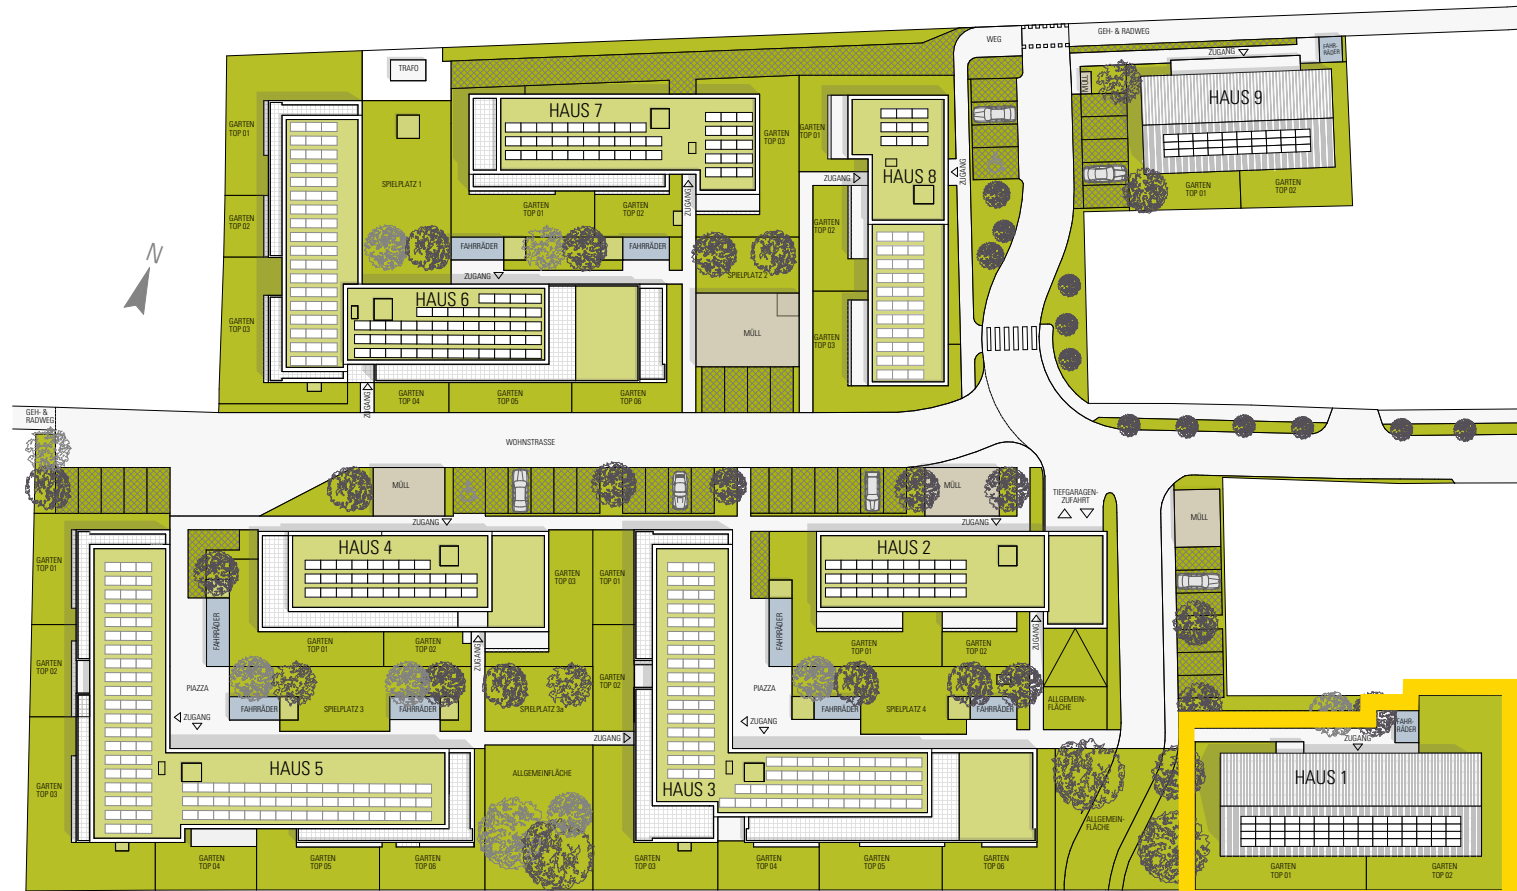 WEG
GEH- & RADWEG
ZUGANG
FAHR-
RÄDER
TRAFO
MÜLL
HAUS 9
GARTEN
TOP 01
GARTEN
TOP 02
HAUS 7
GARTEN
TOP 01
GARTEN
TOP 03
GARTEN
TOP 01
HAUS 8
ZUGANG
ZUGANG
SPIELPLATZ 1
GARTEN
TOP 01
GARTEN
TOP 02
ZUGANG
GARTEN
TOP 02
GARTEN
TOP 02
FAHRRÄDER
FAHRRÄDER
ZUGANG
SPIELPLATZ 2
N
HAUS 6
GARTEN
TOP 03
MÜLL
GARTEN
TOP 03
ZUGANG
GARTEN
TOP 04
GARTEN
TOP 05
GARTEN
TOP 06
GEH- &
RADWEG
WOHNSTRASSE
MÜLL
MÜLL
TIEFGARAGEN-
ZUFAHRT
MÜLL
ZUGANG
ZUGANG
HAUS 4
HAUS 2
GARTEN
TOP 01
GARTEN
TOP 03
GARTEN
TOP 01
FAHRRÄDER
FAHRRÄDER
GARTEN
TOP 01
GARTEN
TOP 02
ZUGANG
GARTEN
TOP 01
GARTEN
TOP 02
ZUGANG
GARTEN
TOP 02
GARTEN
TOP 02
PIAZZA
PIAZZA
FAHRRÄDER
SPIELPLATZ 3
FAHRRÄDER
SPIELPLATZ 3a
FAHRRÄDER
SPIELPLATZ 4
FAHRRÄDER
ALLGEMEIN-
FLÄCHE
ZUGANG
ZUGANG
ZUGANG
ZUGANG
FAHR-
RÄDER
HAUS 5
ALLGEMEINFLÄCHE
HAUS 3
HAUS 1
GARTEN
TOP 03
ALLGEMEIN-
FLÄCHE
GARTEN
TOP 04
GARTEN
TOP 05
GARTEN
TOP 06
GARTEN
TOP 03
GARTEN
TOP 04
GARTEN
TOP 05
GARTEN
TOP 06
GARTEN
TOP 01
GARTEN
TOP 02